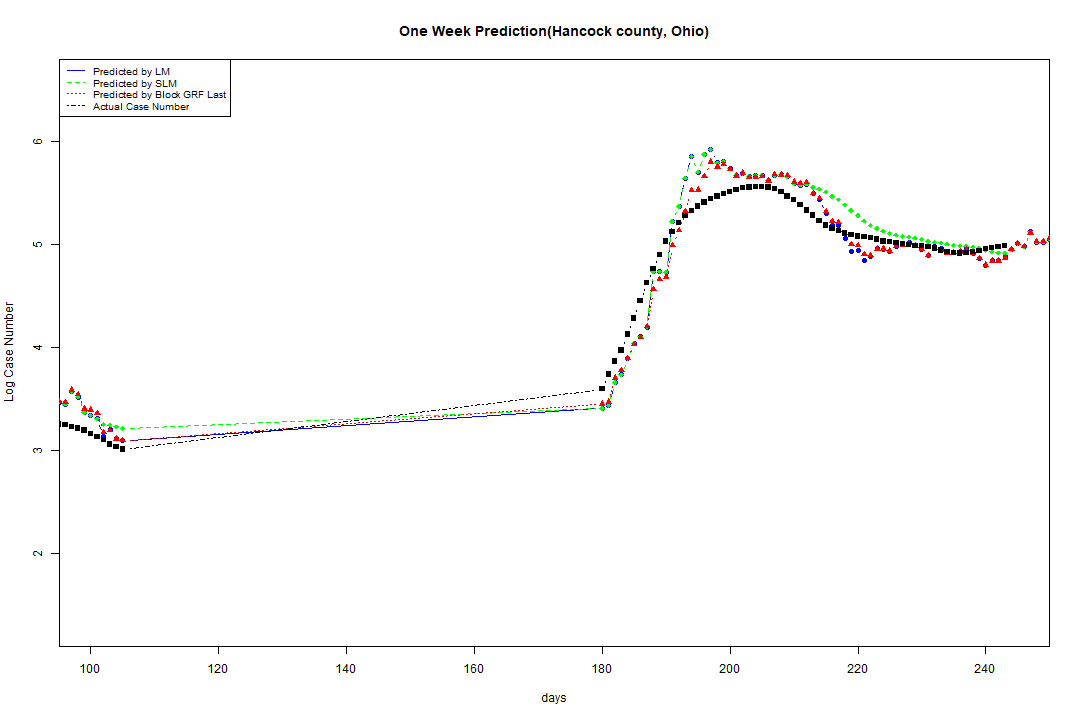 One Week Prediction(Hancock county, Ohio)
Predicted by LM
Predicted by SLM
Predicted by Block GRF Last
Actual Case Number
6
5
4
3
2
Log Case Number
100 120 140 160 180 200 220 240
days